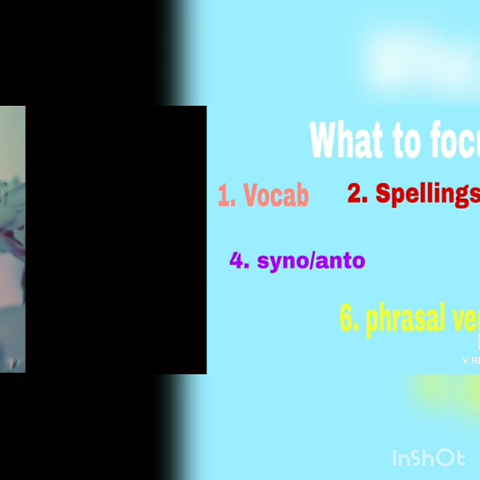 What to focu
1. Vocab 2. Spellings
4. syno/anto
6. phrasal ve
V R
InShOt